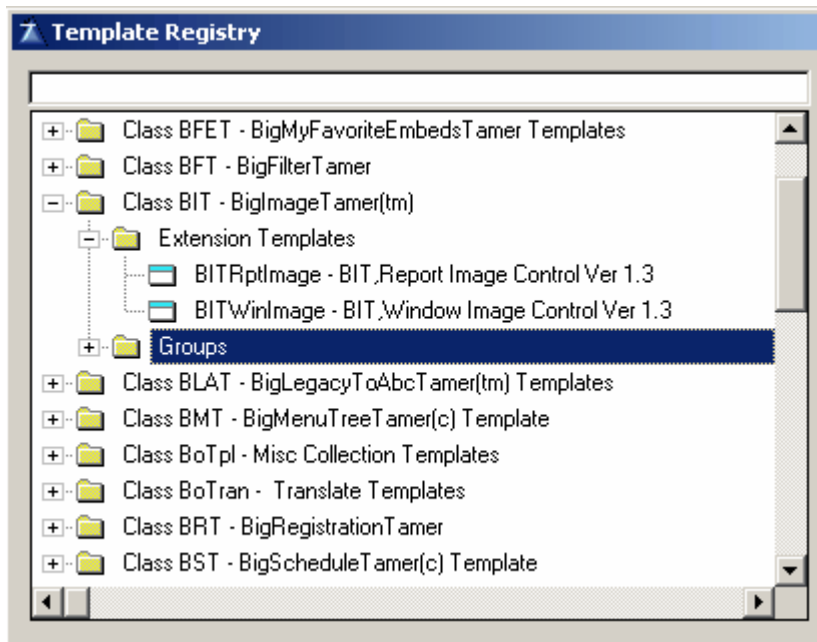 Template Registry
Class BFET - BigMyFavoriteEmbedsTamer Templates
Class BFT - BigFilterTamer
Class BIT - BigImageTamer(tm)
Extension Templates
BITRptImage - BIT,Report Image Control Ver 1.3
BITWinImage - BIT,Window Image Control Ver 1.3
Groups
Class BLAT - BigLegacyToAbcTamer(tm) Templates
Class BMT - BigMenuTreeTamer(c) Template
Class BoTpl - Misc Collection Templates
Class BoTran -  Translate Templates
Class BRT - BigRegistrationTamer
Class BST - BigScheduleTamer(c) Template